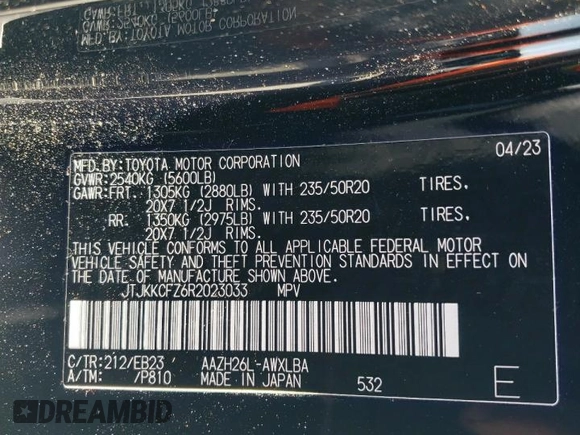 MFD.BY:TOYOTA MOTOR CORPORATION 04/23
GVWR:2540KG (5600LB)
GAWR:FRT. 1305KG (2880LB) WITH 235/50R20 TIRES.
20X7 1/2J RIMS.
RR. 1350KG (2975LB) WITH 235/50R20 TIRES.
20X7 1/2J RIMS.
THIS VEHICLE CONFORMS TO ALL APPLICABLE FEDERAL MOTOR
VEHICLE SAFETY AND THEFT PREVENTION STANDARDS IN EFFECT
ON THE DATE OF MANUFACTURE SHOWN ABOVE.
JTJKKCFZ6R2023033 MPV
C/TR:212/EB23 AAZH26L-AWXLBA
A/TM: /P810 MADE IN JAPAN 532 E
DREAMBID